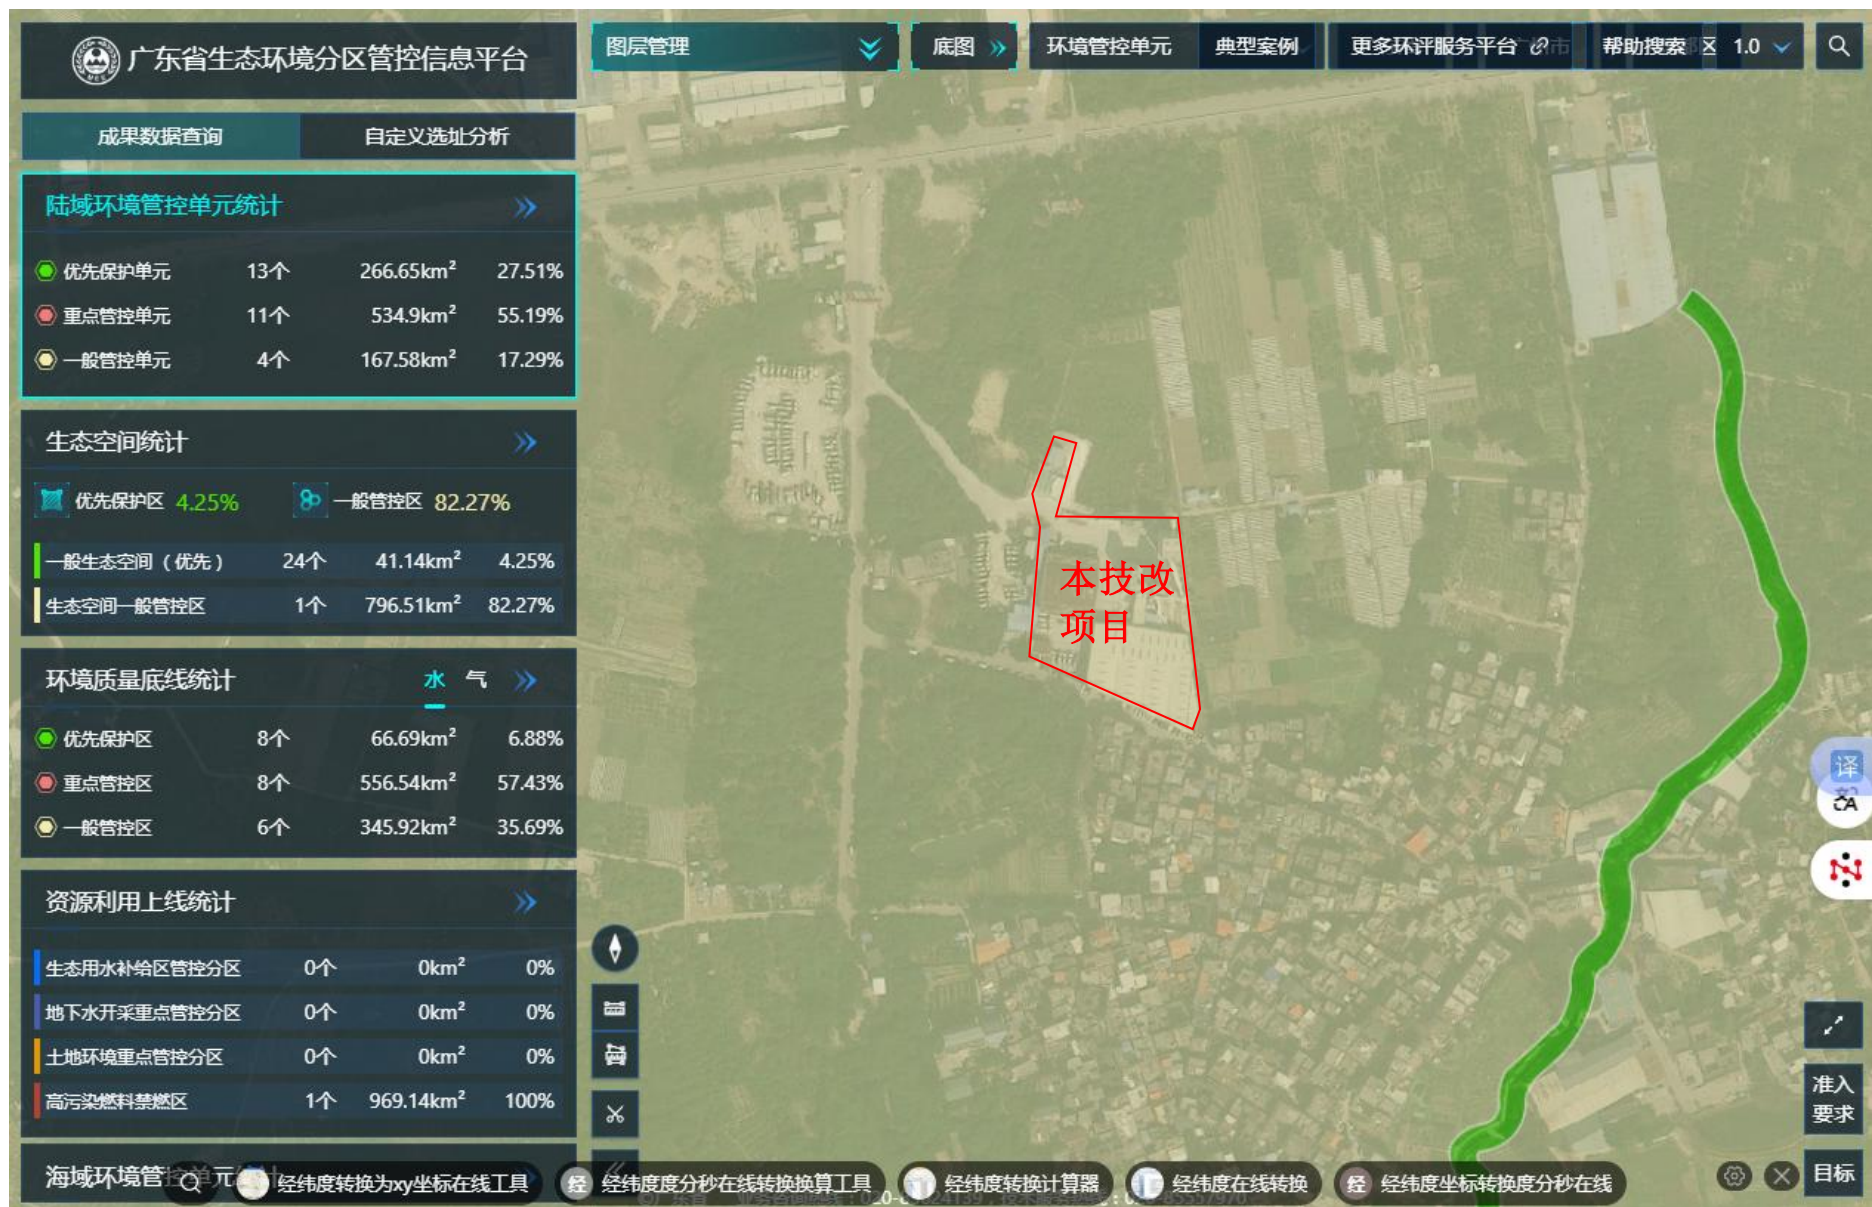 广东省生态环境分区管控信息平台
图层管理
底图
环境管控单元
典型案例
更多环评服务平台
帮助搜索 区 1.0
成果数据查询 自定义选址分析
陆域环境管控单元统计
优先保护单元 13个 266.65km² 27.51%
重点管控单元 11个 534.9km² 55.19%
一般管控单元 4个 167.58km² 17.29%
生态空间统计
优先保护区 4.25% 一般管控区 82.27%
一般生态空间（优先） 24个 41.14km² 4.25%
生态空间一般管控区 1个 796.51km² 82.27%
环境质量底线统计 水 气
优先保护区 8个 66.69km² 6.88%
重点管控区 8个 556.54km² 57.43%
一般管控区 6个 345.92km² 35.69%
资源利用上线统计
生态用水补给区管控分区 0个 0km² 0%
地下水开采重点管控分区 0个 0km² 0%
土地环境重点管控分区 0个 0km² 0%
高污染燃料禁燃区 1个 969.14km² 100%
海域环境管控单元统计
本技改
项目
译
准入
要求
目标
经纬度转换为xy坐标在线工具
经 经纬度度分秒在线转换换算工具
经纬度转换计算器
经纬度在线转换
经 经纬度坐标转换度分秒在线